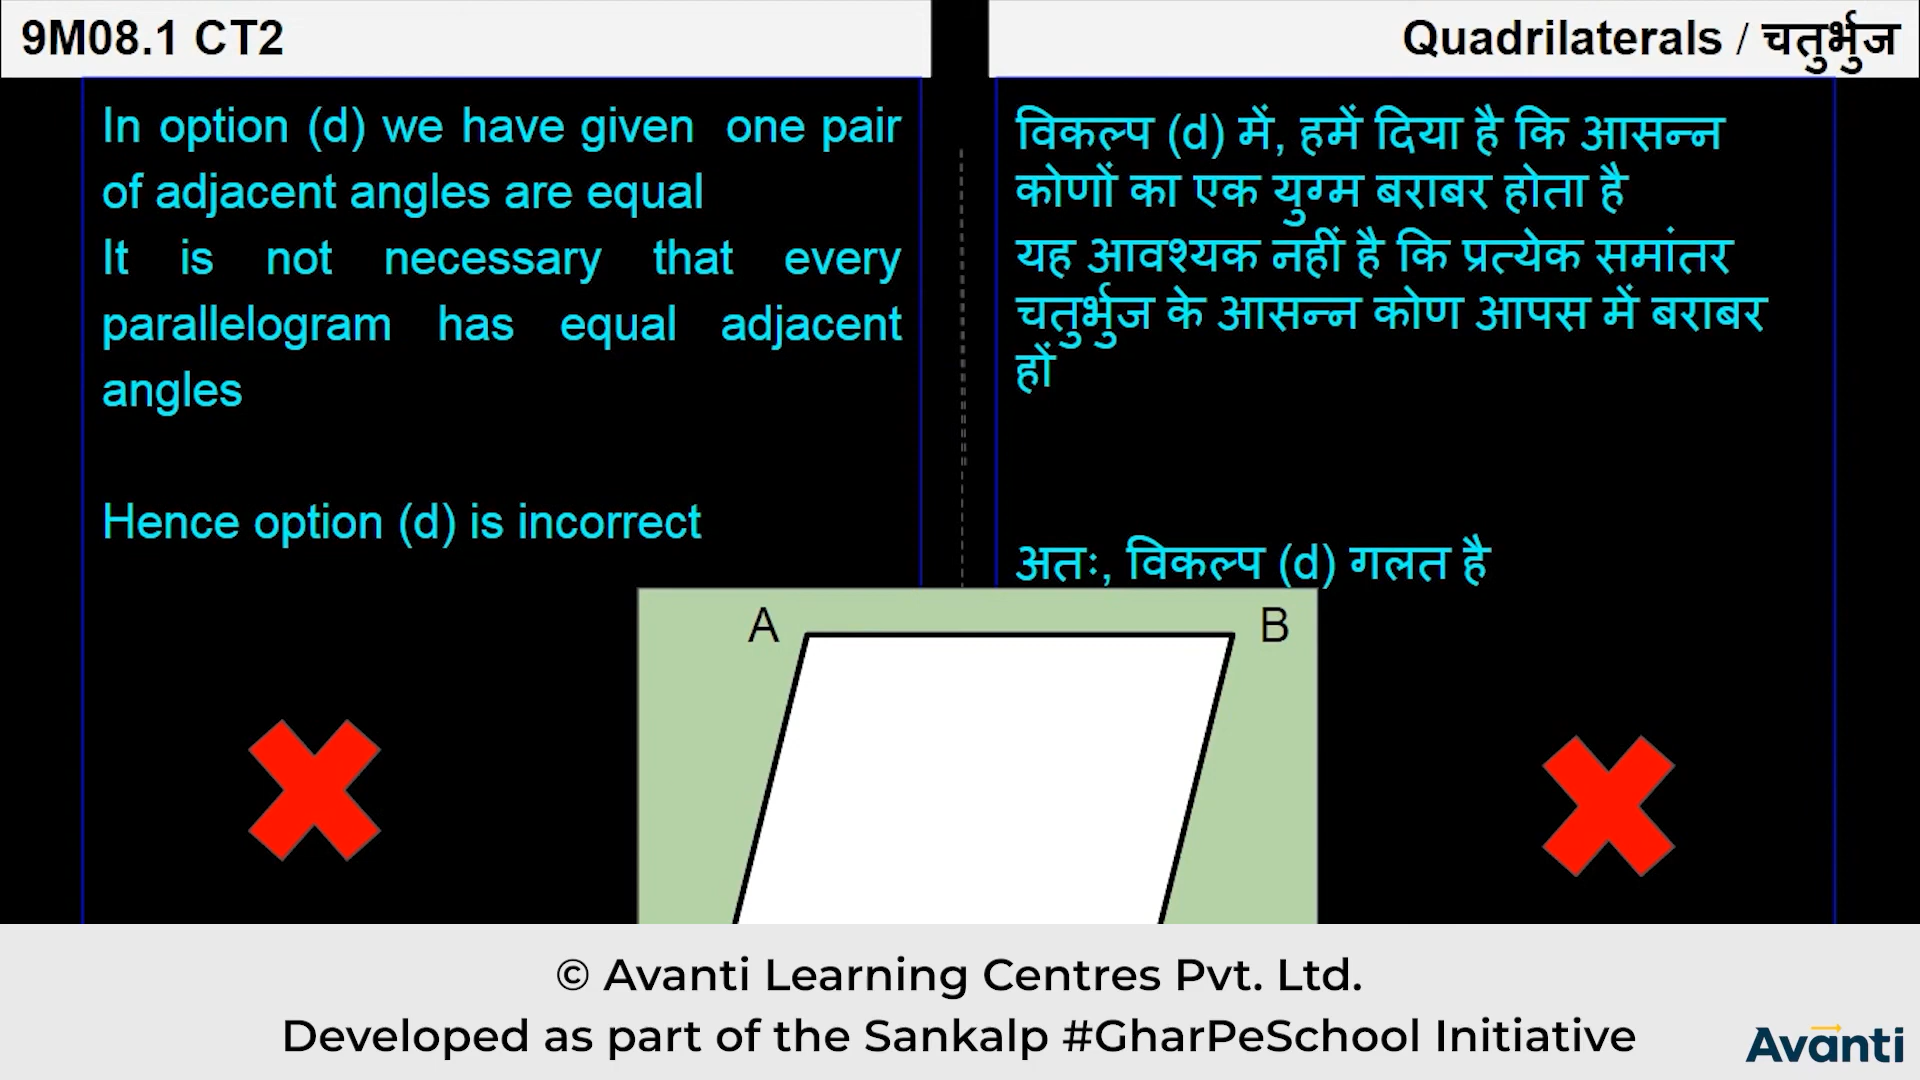 9M08.1 CT2
Quadrilaterals / चतुर्भुज
In option (d) we have given one pair
of adjacent angles are equal
It is not necessary that every
parallelogram has equal adjacent
angles
Hence option (d) is incorrect
विकल्प (d) में, हमें दिया है कि आसन्न
कोणों का एक युग्म बराबर होता है
यह आवश्यक नहीं है कि प्रत्येक समांतर
चतुर्भुज के आसन्न कोण आपस में बराबर
हों
अतः, विकल्प (d) गलत है
A
B
© Avanti Learning Centres Pvt. Ltd.
Developed as part of the Sankalp #GharPeSchool Initiative
Avanti